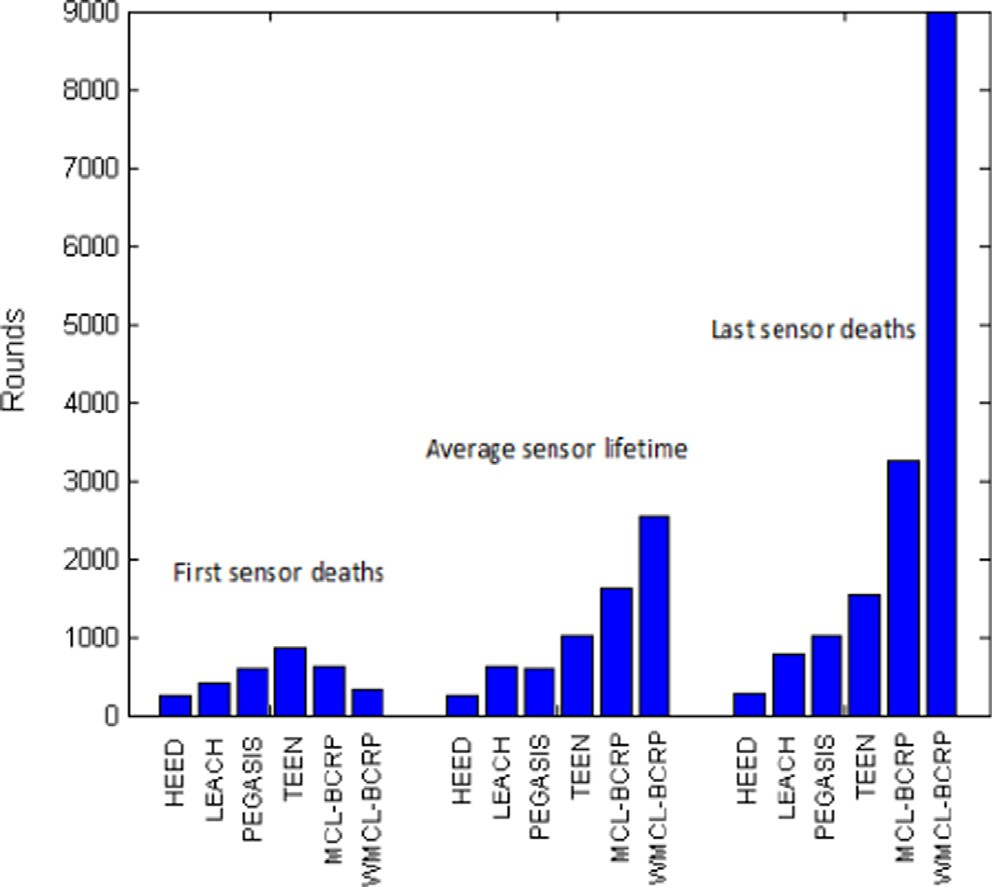 9000
8000
7000
6000
5000
4000
3000
2000
1000
0
Rounds
First sensor deaths
Average sensor lifetime
Last sensor deaths
HEED
LEACH
PEGASIS
TEEN
MCL-BCRP
WMCL-BCRP
HEED
LEACH
PEGASIS
TEEN
MCL-BCRP
WMCL-BCRP
HEED
LEACH
PEGASIS
TEEN
MCL-BCRP
WMCL-BCRP